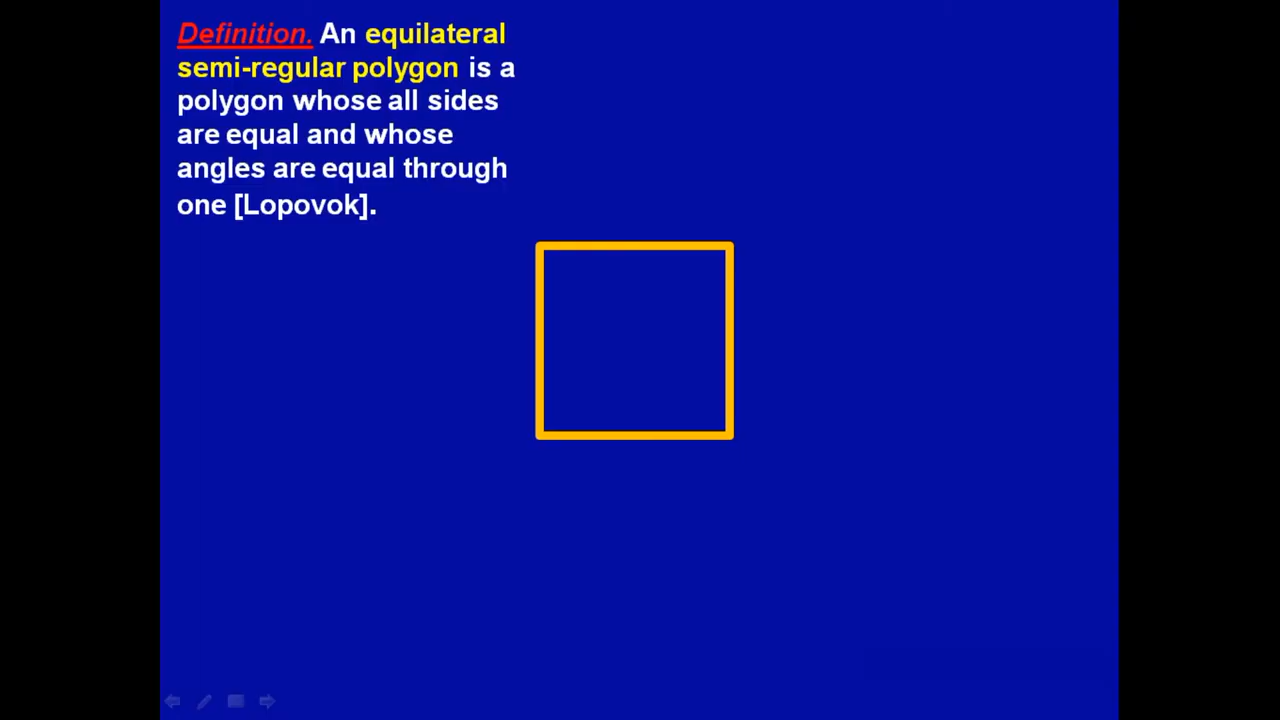 Definition. An equilateral
semi-regular polygon is a
polygon whose all sides
are equal and whose
angles are equal through
one [Lopovok].